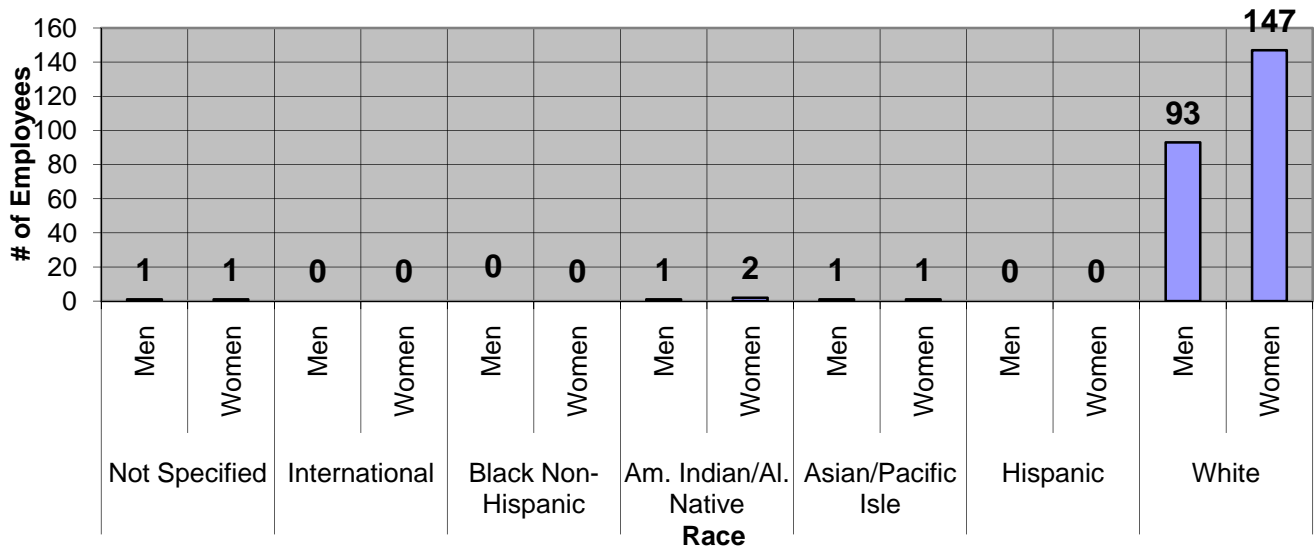 160
140
120
100
80
60
40
20
0
# of Employees
1 1 0 0 0 0 1 2 1 1 0 0 93 147
Men Women Men Women Men Women Men Women Men Women Men Women Men Women
Not Specified International Black Non- Am. Indian/Al. Asian/Pacific Hispanic White
Hispanic Native Isle
Race